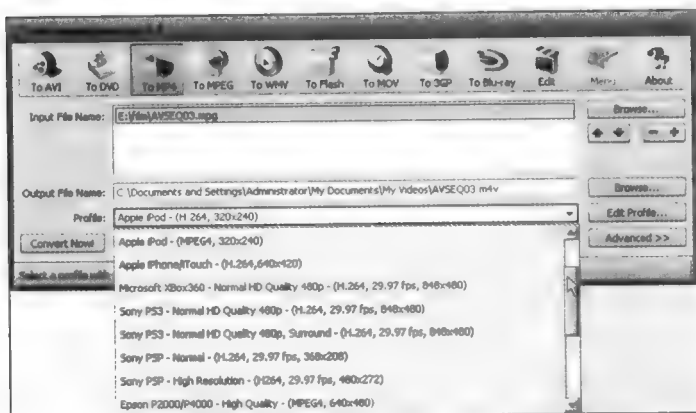 To AVI To DVD To MP4 To MPEG To WMV To Flash To MOV To 3GP To Blu-ray Edit Menu About
Input File Name: E:\film\AVSEQ03.mpg Browse...
Output File Name: C:\Documents and Settings\Administrator\My Documents\My Videos\AVSEQ03 m4v Browse...
Profile: Apple iPod - (H 264, 320x240) Edit Profile...
Convert Now! Advanced >>
Apple iPod - (MPEG4, 320x240)
Apple iPhone/iTouch - (H.264,640x420)
Select a profile with
Microsoft XBox360 - Normal HD Quality 480p - (H.264, 29.97 fps, 848x480)
Sony PS3 - Normal HD Quality 480p - (H.264, 29.97 fps, 848x480)
Sony PS3 - Normal HD Quality 480p, Surround - (H.264, 29.97 fps, 848x480)
Sony PSP - Normal - (H.264, 29.97 fps, 368x208)
Sony PSP - High Resolution - (H264, 29.97 fps, 480x272)
Epson P2000/P4000 - High Quality - (MPEG4, 640x480)